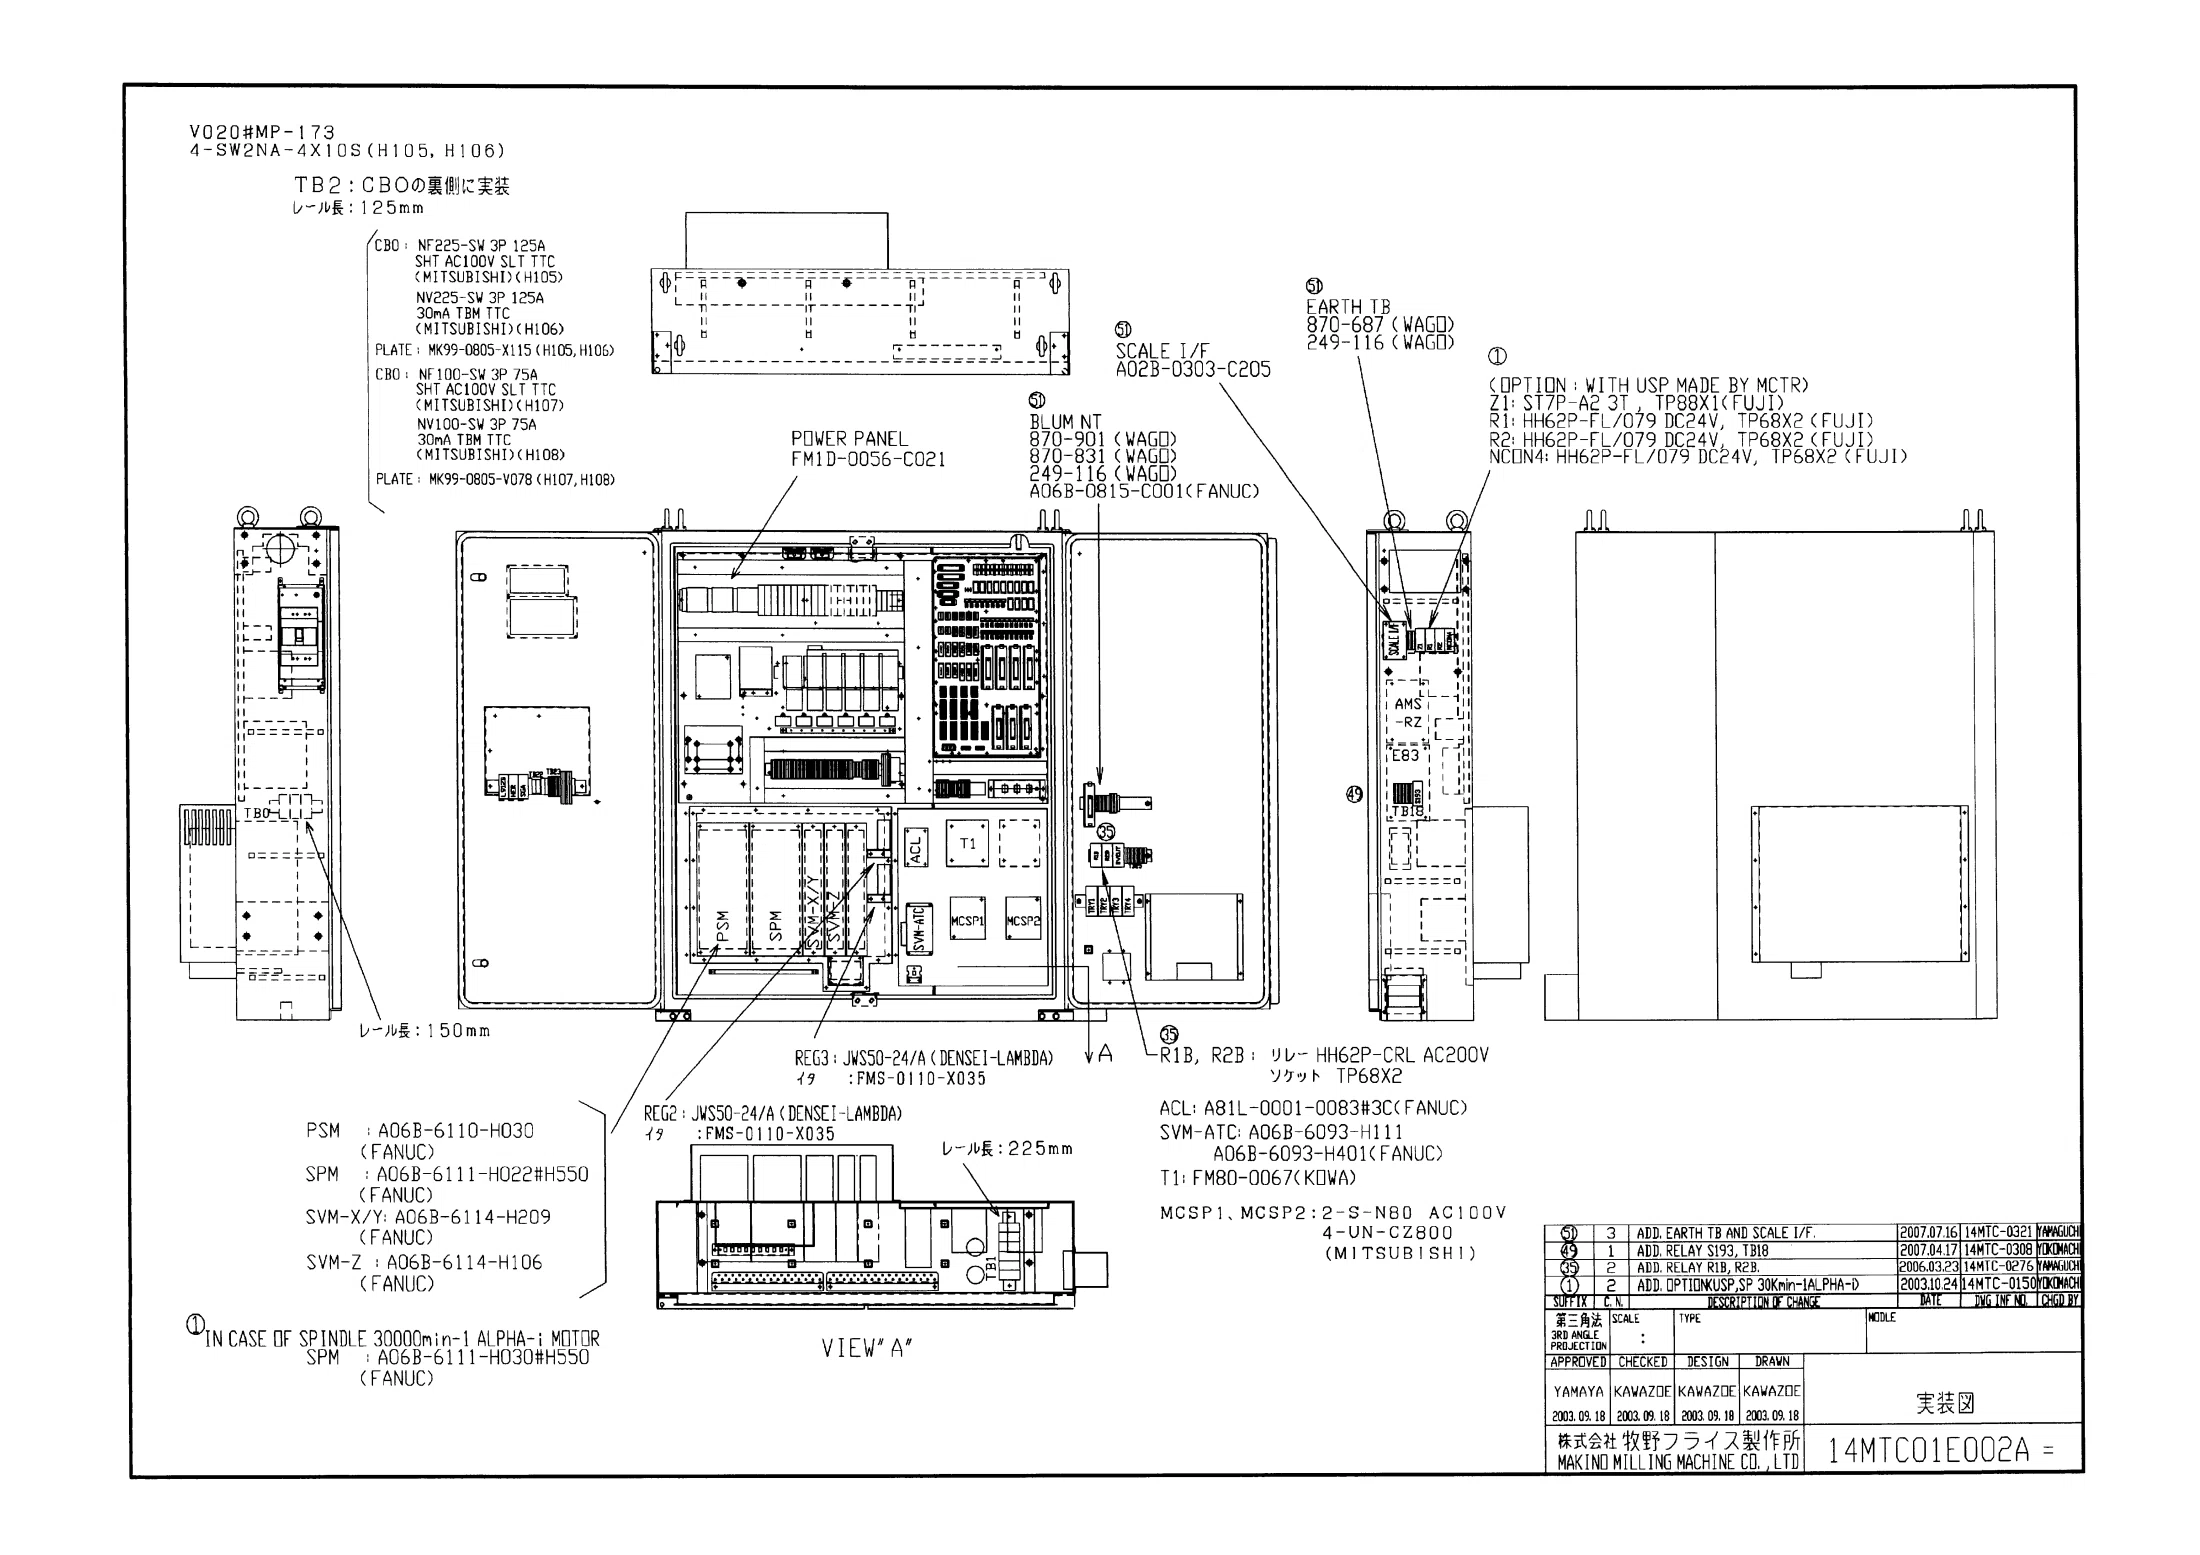 V020#MP-173
4-SW2NA-4X10S(H105, H106)
TB2:CB0の裏側に実装
レール長:125mm
CB0: NF225-SW 3P 125A
SHT AC100V SLT TTC
(MITSUBISHI)(H105)
NV225-SW 3P 125A
30mA TBM TTC
(MITSUBISHI)(H106)
PLATE: MK99-0805-X115(H105,H106)
CB0: NF100-SW 3P 75A
SHT AC100V SLT TTC
(MITSUBISHI)(H107)
NV100-SW 3P 75A
30mA TBM TTC
(MITSUBISHI)(H108)
PLATE: MK99-0805-V078(H107,H108)
POWER PANEL
FM1D-0056-C021
51
BLUM NT
870-901(WAGO)
870-831(WAGO)
249-116(WAGO)
A06B-0815-C001(FANUC)
51
SCALE I/F
A02B-0303-C205
51
EARTH TB
870-687(WAGO)
249-116(WAGO)
1
(OPTION: WITH USP MADE BY MCTR)
Z1: ST7P-A2 3T , TP88X1(FUJI)
R1: HH62P-FL/079 DC24V, TP68X2(FUJI)
R2: HH62P-FL/079 DC24V, TP68X2(FUJI)
NCON4: HH62P-FL/079 DC24V, TP68X2(FUJI)
TB0
レール長:150mm
TB22
TB23
PSM
SPM
SVM-X/Y
SVM-Z
ACL
T1
SVM-ATC
MCSP1
MCSP2
35
R1B
R2B
TRY1
TRY2
TRY3
TRY4
A
SCALE I/F
Z1
R1
R2
NCON4
AMS
-RZ
E83
S193
TB18
49
REG3: JWS50-24/A(DENSEI-LAMBDA)
イタ :FMS-0110-X035
REG2: JWS50-24/A(DENSEI-LAMBDA)
イタ :FMS-0110-X035
35
R1B, R2B: リレー HH62P-CRL AC200V
ソケット TP68X2
ACL: A81L-0001-0083#3C(FANUC)
SVM-ATC: A06B-6093-H111
A06B-6093-H401(FANUC)
T1: FM80-0067(KOWA)
MCSP1、MCSP2:2-S-N80 AC100V
4-UN-CZ800
(MITSUBISHI)
PSM :A06B-6110-H030
(FANUC)
SPM :A06B-6111-H022#H550
(FANUC)
SVM-X/Y: A06B-6114-H209
(FANUC)
SVM-Z :A06B-6114-H106
(FANUC)
1
IN CASE OF SPINDLE 30000min-1 ALPHA-i MOTOR
SPM :A06B-6111-H030#H550
(FANUC)
レール長:225mm
TB1
VIEW"A"
51 3 ADD. EARTH TB AND SCALE I/F. 2007.07.16 14MTC-0321 YAMAGUCHI
49 1 ADD. RELAY S193, TB18 2007.04.17 14MTC-0308 YOKOMACHI
35 2 ADD. RELAY R1B, R2B. 2006.03.23 14MTC-0276 YAMAGUCHI
1 2 ADD. OPTION(USP,SP 30Kmin-1ALPHA-i) 2003.10.24 14MTC-0150 YOKOMACHI
SUFFIX C. N. DESCRIPTION OF CHANGE DATE DWG INF NO. CHGD BY
第三角法 SCALE TYPE MODLE
3RD ANGLE :
PROJECTION
APPROVED CHECKED DESIGN DRAWN
YAMAYA KAWAZOE KAWAZOE KAWAZOE
2003. 09. 18 2003. 09. 18 2003. 09. 18 2003. 09. 18
実装図
株式会社 牧野フライス製作所
MAKINO MILLING MACHINE CO. ,LTD
14MTC01E002A =